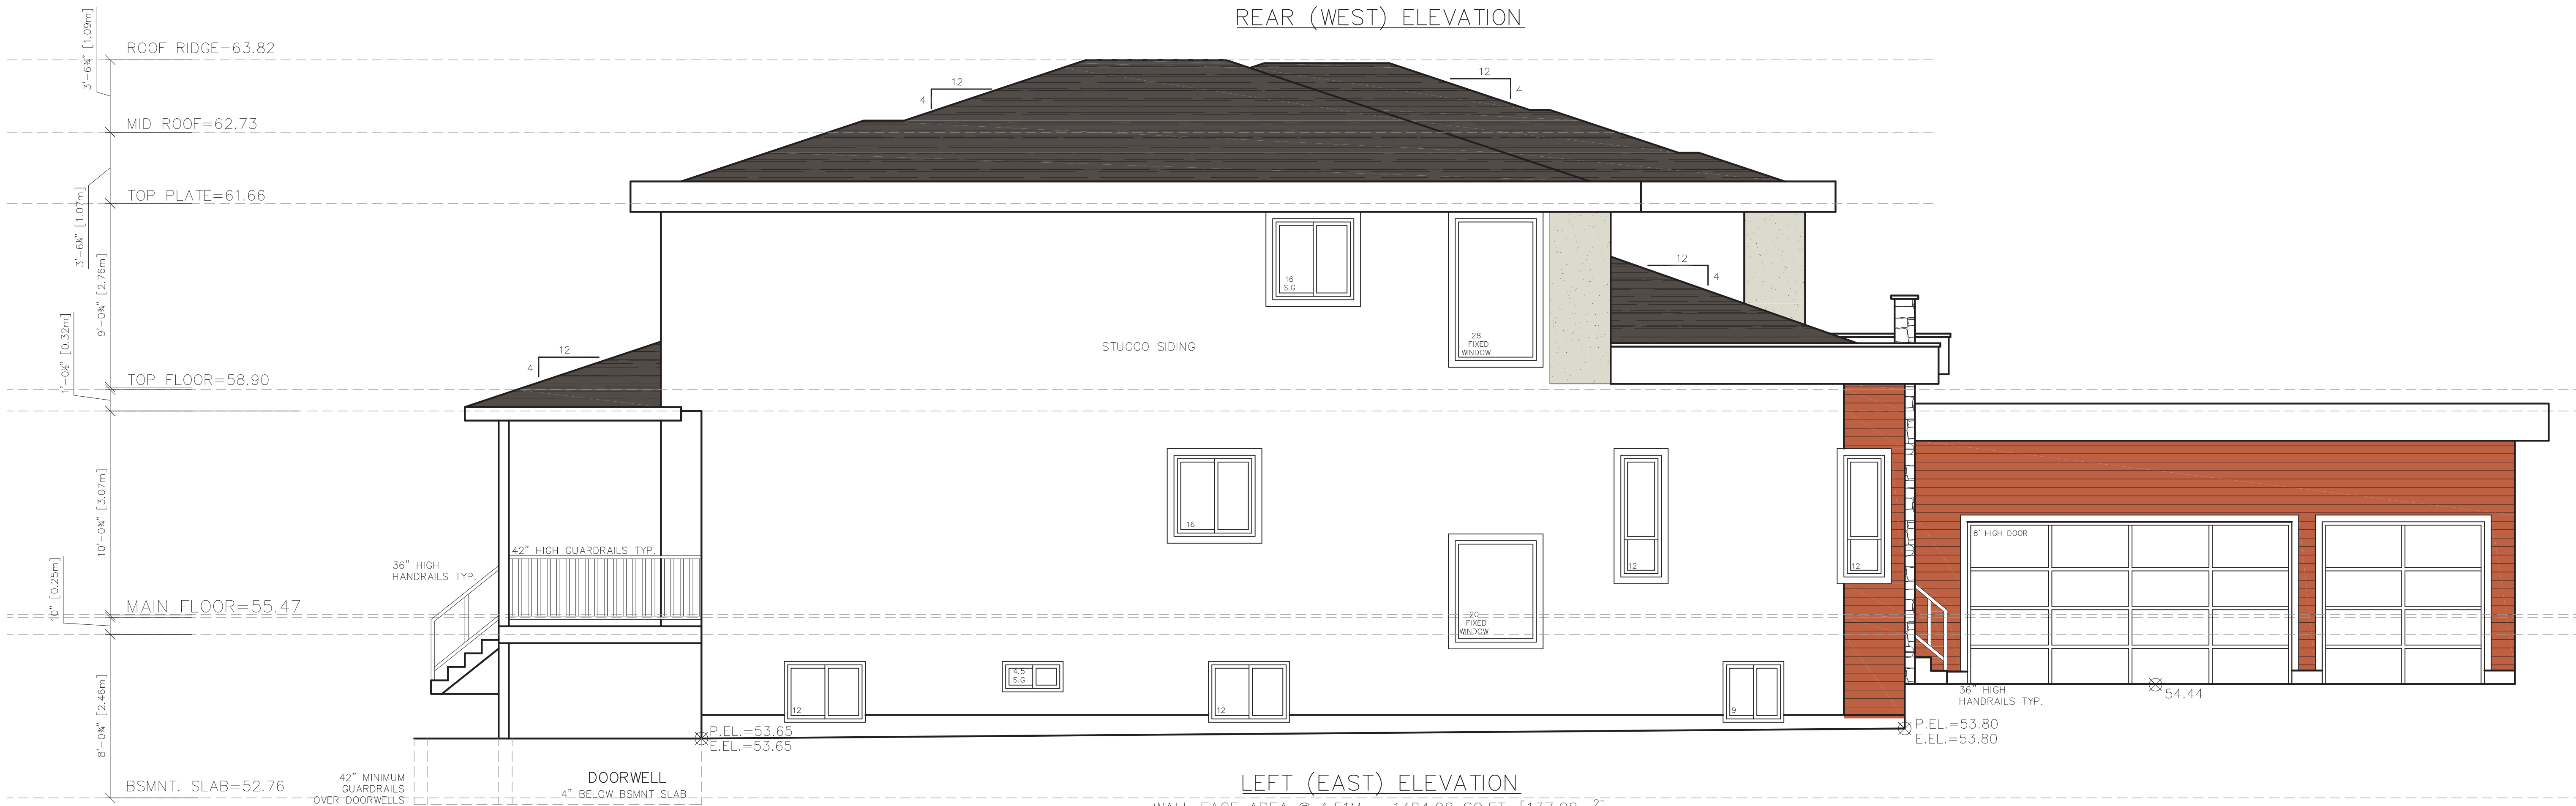 REAR (WEST) ELEVATION
3'-6¼" [1.09m]
ROOF RIDGE=63.82
12
4
12
4
MID ROOF=62.73
3'-6¼" [1.07m]
TOP PLATE=61.66
9'-0¾" [2.76m]
16
S.G
12
4
28
FIXED
WINDOW
STUCCO SIDING
1'-0½" [0.32m]
12
4
TOP FLOOR=58.90
10'-0¾" [3.07m]
16
8' HIGH DOOR
42" HIGH GUARDRAILS TYP.
36" HIGH
HANDRAILS TYP.
12
12
10" [0.25m]
MAIN FLOOR=55.47
20
FIXED
WINDOW
4.5
S.G
12
12
9
36" HIGH
HANDRAILS TYP.
54.44
8'-0¾" [2.46m]
P.EL.=53.65
E.EL.=53.65
P.EL.=53.80
E.EL.=53.80
BSMNT. SLAB=52.76
42" MINIMUM
GUARDRAILS
OVER DOORWELLS
DOORWELL
4" BELOW BSMNT SLAB
LEFT (EAST) ELEVATION